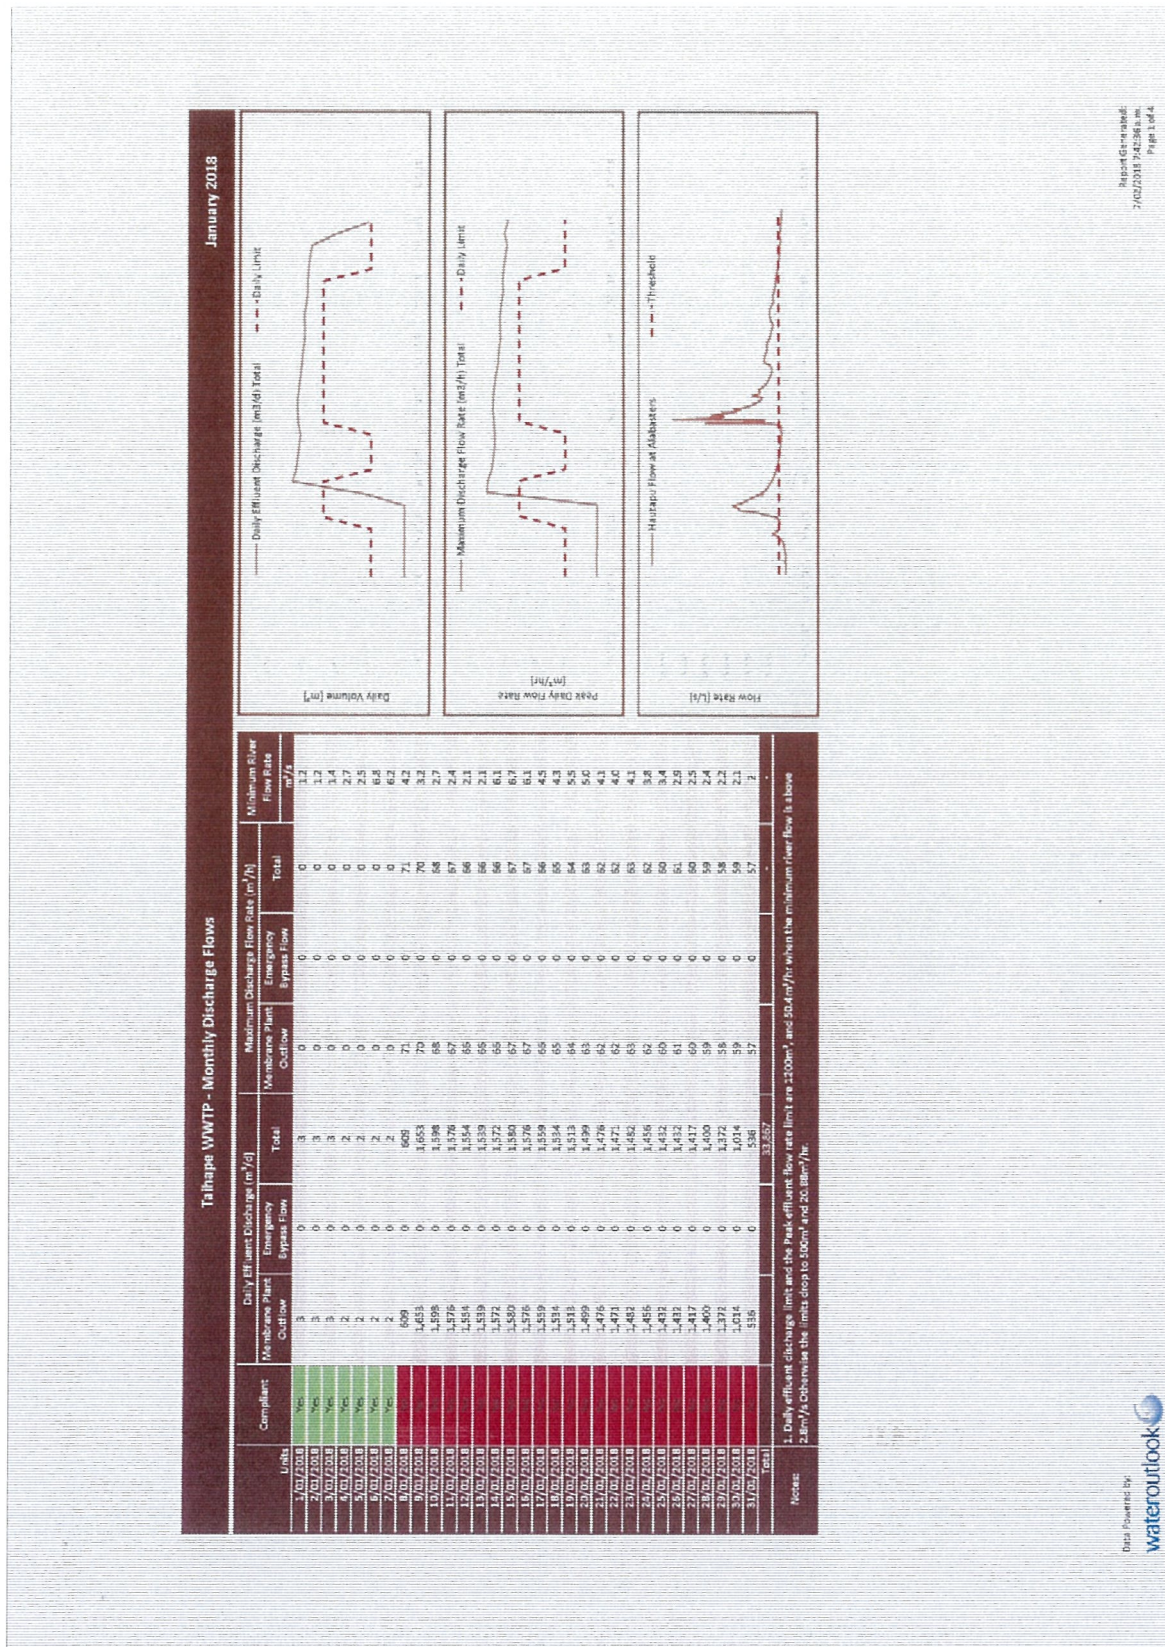 Taihape WWTP - Monthly Discharge Flows
January 2018
Compliant
Daily Effluent Discharge (m³/d)
Maximum Discharge Flow Rate (m³/h)
Minimum River Flow Rate
Membrane Plant Outflow Emergency Bypass Flow Total Membrane Plant Outflow Emergency Bypass Flow Total
Units m³/s
1/01/2018 Yes 3 0 3 0 0 0 1.2
2/01/2018 Yes 3 0 3 0 0 0 1.2
3/01/2018 Yes 3 0 3 0 0 0 1.4
4/01/2018 Yes 2 0 2 0 0 0 2.7
5/01/2018 Yes 2 0 2 0 0 0 2.5
6/01/2018 Yes 2 0 2 0 0 0 6.8
7/01/2018 Yes 2 0 2 0 0 0 6.2
8/01/2018 609 0 609 71 0 71 4.2
9/01/2018 1,653 0 1,653 70 0 70 3.2
10/01/2018 1,598 0 1,598 68 0 68 2.7
11/01/2018 1,576 0 1,576 67 0 67 2.4
12/01/2018 1,554 0 1,554 66 0 66 2.1
13/01/2018 1,539 0 1,539 66 0 66 2.1
14/01/2018 1,572 0 1,572 66 0 66 6.1
15/01/2018 1,580 0 1,580 67 0 67 6.7
16/01/2018 1,576 0 1,576 67 0 67 6.1
17/01/2018 1,559 0 1,559 66 0 66 4.5
18/01/2018 1,534 0 1,534 65 0 65 4.3
19/01/2018 1,513 0 1,513 64 0 64 5.5
20/01/2018 1,499 0 1,499 63 0 63 5.0
21/01/2018 1,476 0 1,476 62 0 62 4.1
22/01/2018 1,471 0 1,471 62 0 62 4.0
23/01/2018 1,482 0 1,482 63 0 63 4.1
24/01/2018 1,456 0 1,456 62 0 62 3.8
25/01/2018 1,432 0 1,432 60 0 60 3.4
26/01/2018 1,432 0 1,432 61 0 61 2.9
27/01/2018 1,417 0 1,417 60 0 60 2.5
28/01/2018 1,400 0 1,400 59 0 59 2.4
29/01/2018 1,372 0 1,372 58 0 58 2.2
30/01/2018 1,014 0 1,014 59 0 59 2.1
31/01/2018 536 0 536 57 0 57 2
Total 33,867 - -
Notes:
1. Daily effluent discharge limit and the Peak effluent flow rate limit are 1200m³, and 50.4m³/hr when the minimum river flow is above
2.8m³/s Otherwise the limits drop to 500m³ and 20.88m³/hr.
Daily Effluent Discharge (m3/d) Total
Daily Limit
Daily Volume [m³]
Maximum Discharge Flow Rate (m3/h) Total
Daily Limit
Peak Daily Flow Rate
[m³/hr]
Hautapu Flow at Alabasters
Threshold
Flow Rate [L/s]
Data Powered by:
wateroutlook
Report Generated:
7/02/2018 7:42:36 a.m.
Page 1 of 4